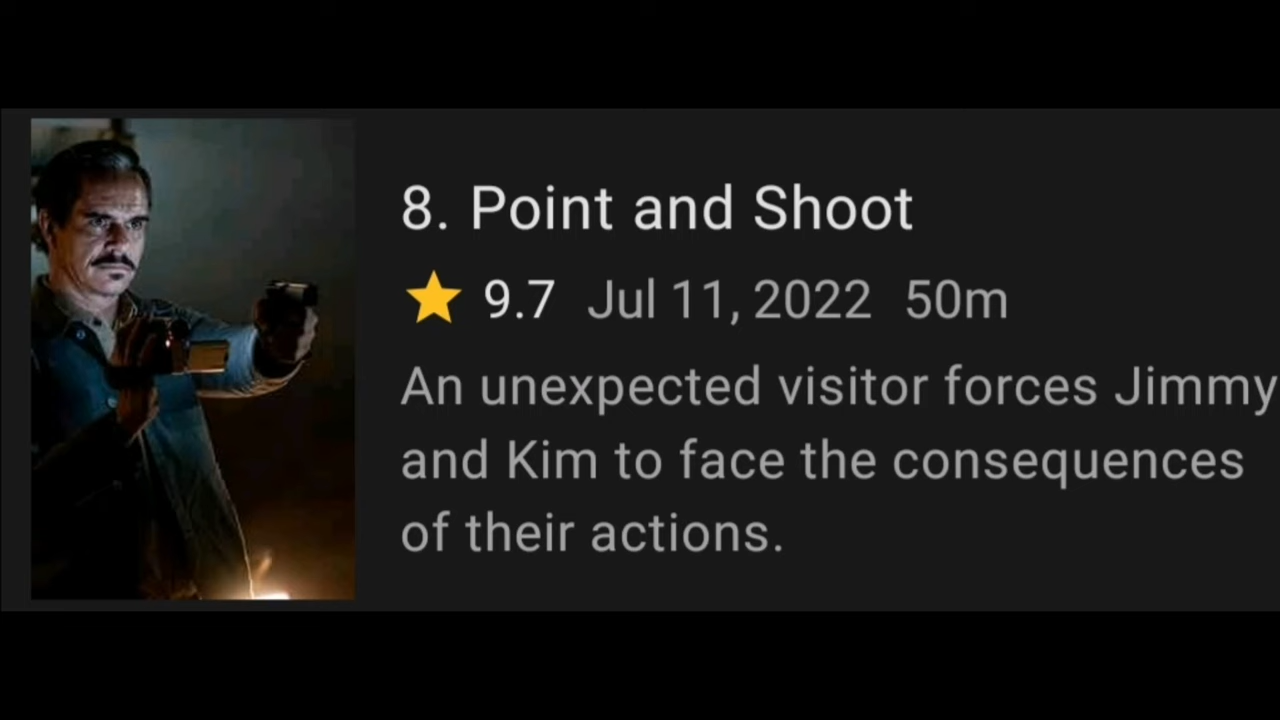 8. Point and Shoot
9.7 Jul 11, 2022 50m
An unexpected visitor forces Jimmy
and Kim to face the consequences
of their actions.